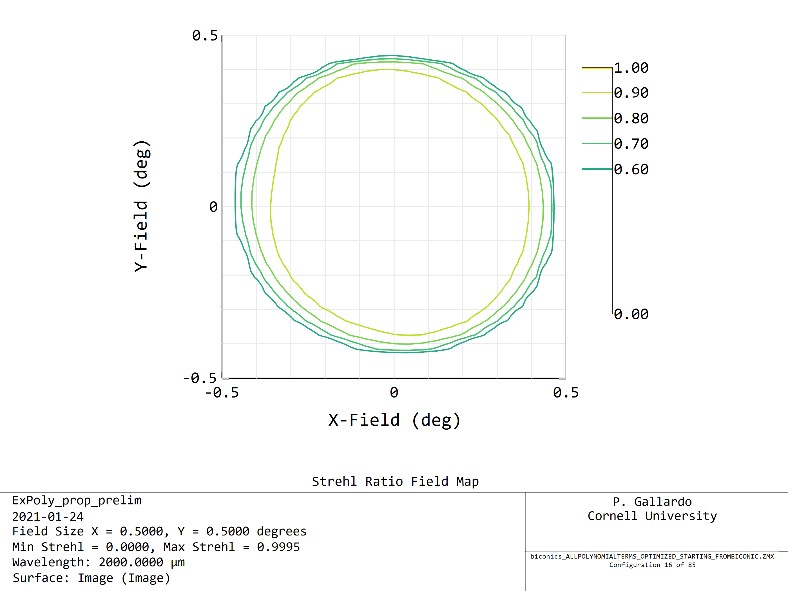 0.5
0
-0.5
-0.5
0
0.5
Y-Field (deg)
X-Field (deg)
1.00
0.90
0.80
0.70
0.60
0.00
Strehl Ratio Field Map
ExPoly_prop_prelim
2021-01-24
Field Size X = 0.5000, Y = 0.5000 degrees
Min Strehl = 0.0000, Max Strehl = 0.9995
Wavelength: 2000.0000 µm
Surface: Image (Image)
P. Gallardo
Cornell University
biconics_ALLPOLYNOMIALTERMS_OPTIMIZED_STARTING_FROMBICONIC.ZMX
Configuration 16 of 85